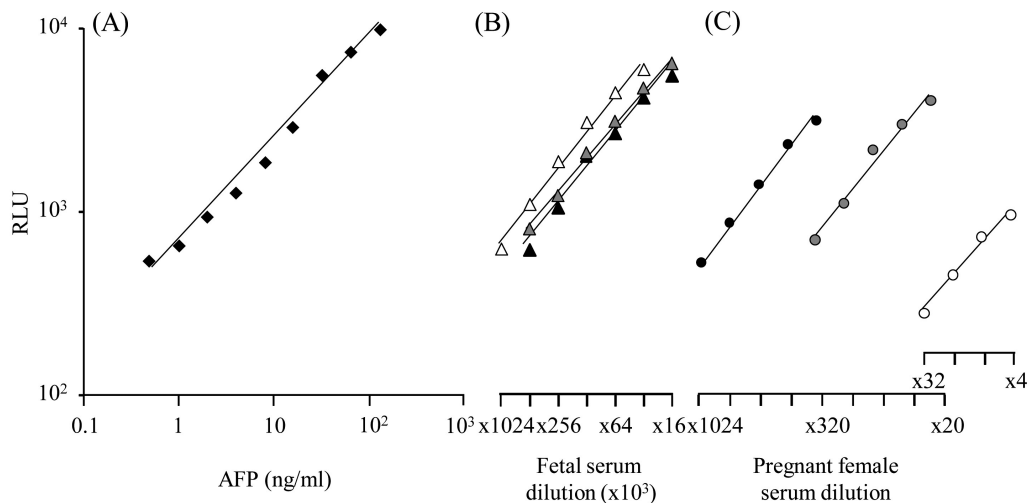 (A)
(B)
(C)
10⁴
10³
10²
RLU
0.1
1
10
10²
10³
AFP (ng/ml)
x1024
x256
x64
x16
Fetal serum
dilution (x10³)
x1024
x320
x20
x32
x4
Pregnant female
serum dilution